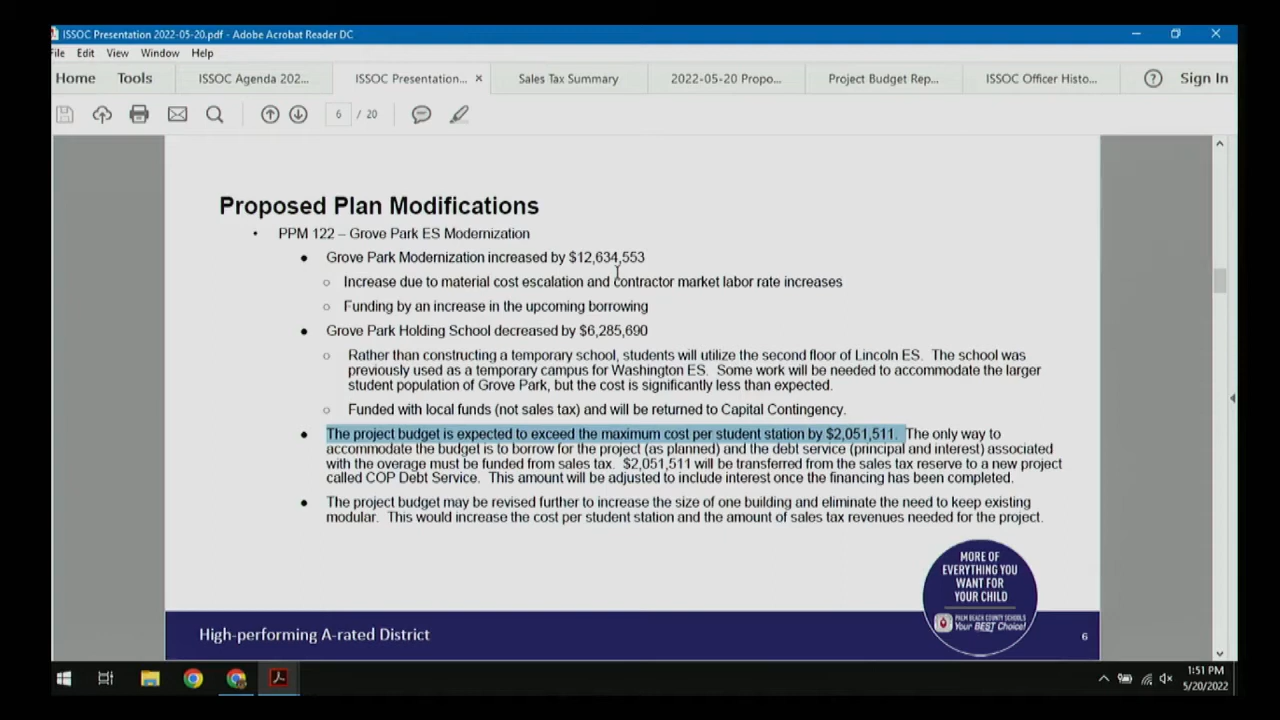 ISSOC Presentation 2022-05-20.pdf - Adobe Acrobat Reader DC
File Edit View Window Help
Home Tools ISSOC Agenda 202... ISSOC Presentation... × Sales Tax Summary 2022-05-20 Propo... Project Budget Rep... ISSOC Officer Histo... ? Sign In
6 / 20
Proposed Plan Modifications
• PPM 122 – Grove Park ES Modernization
● Grove Park Modernization increased by $12,634,553
○ Increase due to material cost escalation and contractor market labor rate increases
○ Funding by an increase in the upcoming borrowing
● Grove Park Holding School decreased by $6,285,690
○ Rather than constructing a temporary school, students will utilize the second floor of Lincoln ES. The school was
previously used as a temporary campus for Washington ES. Some work will be needed to accommodate the larger
student population of Grove Park, but the cost is significantly less than expected.
○ Funded with local funds (not sales tax) and will be returned to Capital Contingency.
● The project budget is expected to exceed the maximum cost per student station by $2,051,511. The only way to
accommodate the budget is to borrow for the project (as planned) and the debt service (principal and interest) associated
with the overage must be funded from sales tax. $2,051,511 will be transferred from the sales tax reserve to a new project
called COP Debt Service. This amount will be adjusted to include interest once the financing has been completed.
● The project budget may be revised further to increase the size of one building and eliminate the need to keep existing
modular. This would increase the cost per student station and the amount of sales tax revenues needed for the project.
MORE OF
EVERYTHING YOU
WANT FOR
YOUR CHILD
PALM BEACH COUNTY SCHOOLS
Your BEST Choice!
High-performing A-rated District
6
1:51 PM
5/20/2022